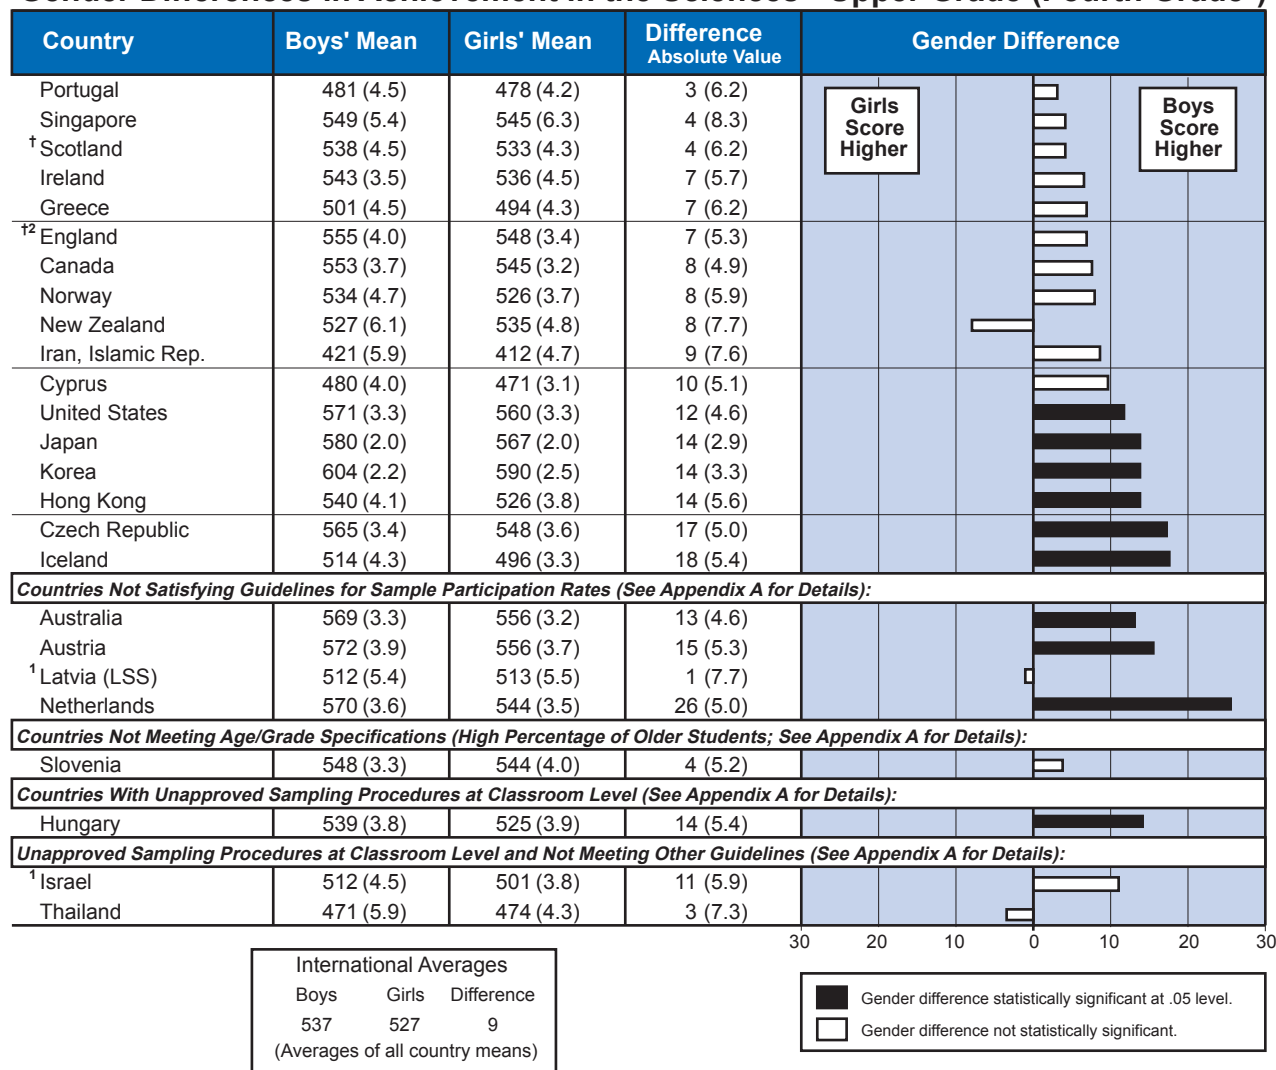 Gender Differences in Achievement in the Sciences - Upper Grade (Fourth Grade*)
Country Boys' Mean Girls' Mean Difference Absolute Value Gender Difference
Girls Score Higher
Boys Score Higher
Portugal 481 (4.5) 478 (4.2) 3 (6.2)
Singapore 549 (5.4) 545 (6.3) 4 (8.3)
† Scotland 538 (4.5) 533 (4.3) 4 (6.2)
Ireland 543 (3.5) 536 (4.5) 7 (5.7)
Greece 501 (4.5) 494 (4.3) 7 (6.2)
†2 England 555 (4.0) 548 (3.4) 7 (5.3)
Canada 553 (3.7) 545 (3.2) 8 (4.9)
Norway 534 (4.7) 526 (3.7) 8 (5.9)
New Zealand 527 (6.1) 535 (4.8) 8 (7.7)
Iran, Islamic Rep. 421 (5.9) 412 (4.7) 9 (7.6)
Cyprus 480 (4.0) 471 (3.1) 10 (5.1)
United States 571 (3.3) 560 (3.3) 12 (4.6)
Japan 580 (2.0) 567 (2.0) 14 (2.9)
Korea 604 (2.2) 590 (2.5) 14 (3.3)
Hong Kong 540 (4.1) 526 (3.8) 14 (5.6)
Czech Republic 565 (3.4) 548 (3.6) 17 (5.0)
Iceland 514 (4.3) 496 (3.3) 18 (5.4)
Countries Not Satisfying Guidelines for Sample Participation Rates (See Appendix A for Details):
Australia 569 (3.3) 556 (3.2) 13 (4.6)
Austria 572 (3.9) 556 (3.7) 15 (5.3)
1 Latvia (LSS) 512 (5.4) 513 (5.5) 1 (7.7)
Netherlands 570 (3.6) 544 (3.5) 26 (5.0)
Countries Not Meeting Age/Grade Specifications (High Percentage of Older Students; See Appendix A for Details):
Slovenia 548 (3.3) 544 (4.0) 4 (5.2)
Countries With Unapproved Sampling Procedures at Classroom Level (See Appendix A for Details):
Hungary 539 (3.8) 525 (3.9) 14 (5.4)
Unapproved Sampling Procedures at Classroom Level and Not Meeting Other Guidelines (See Appendix A for Details):
1 Israel 512 (4.5) 501 (3.8) 11 (5.9)
Thailand 471 (5.9) 474 (4.3) 3 (7.3)
30 20 10 0 10 20 30
International Averages
Boys Girls Difference
537 527 9
(Averages of all country means)
Gender difference statistically significant at .05 level.
Gender difference not statistically significant.